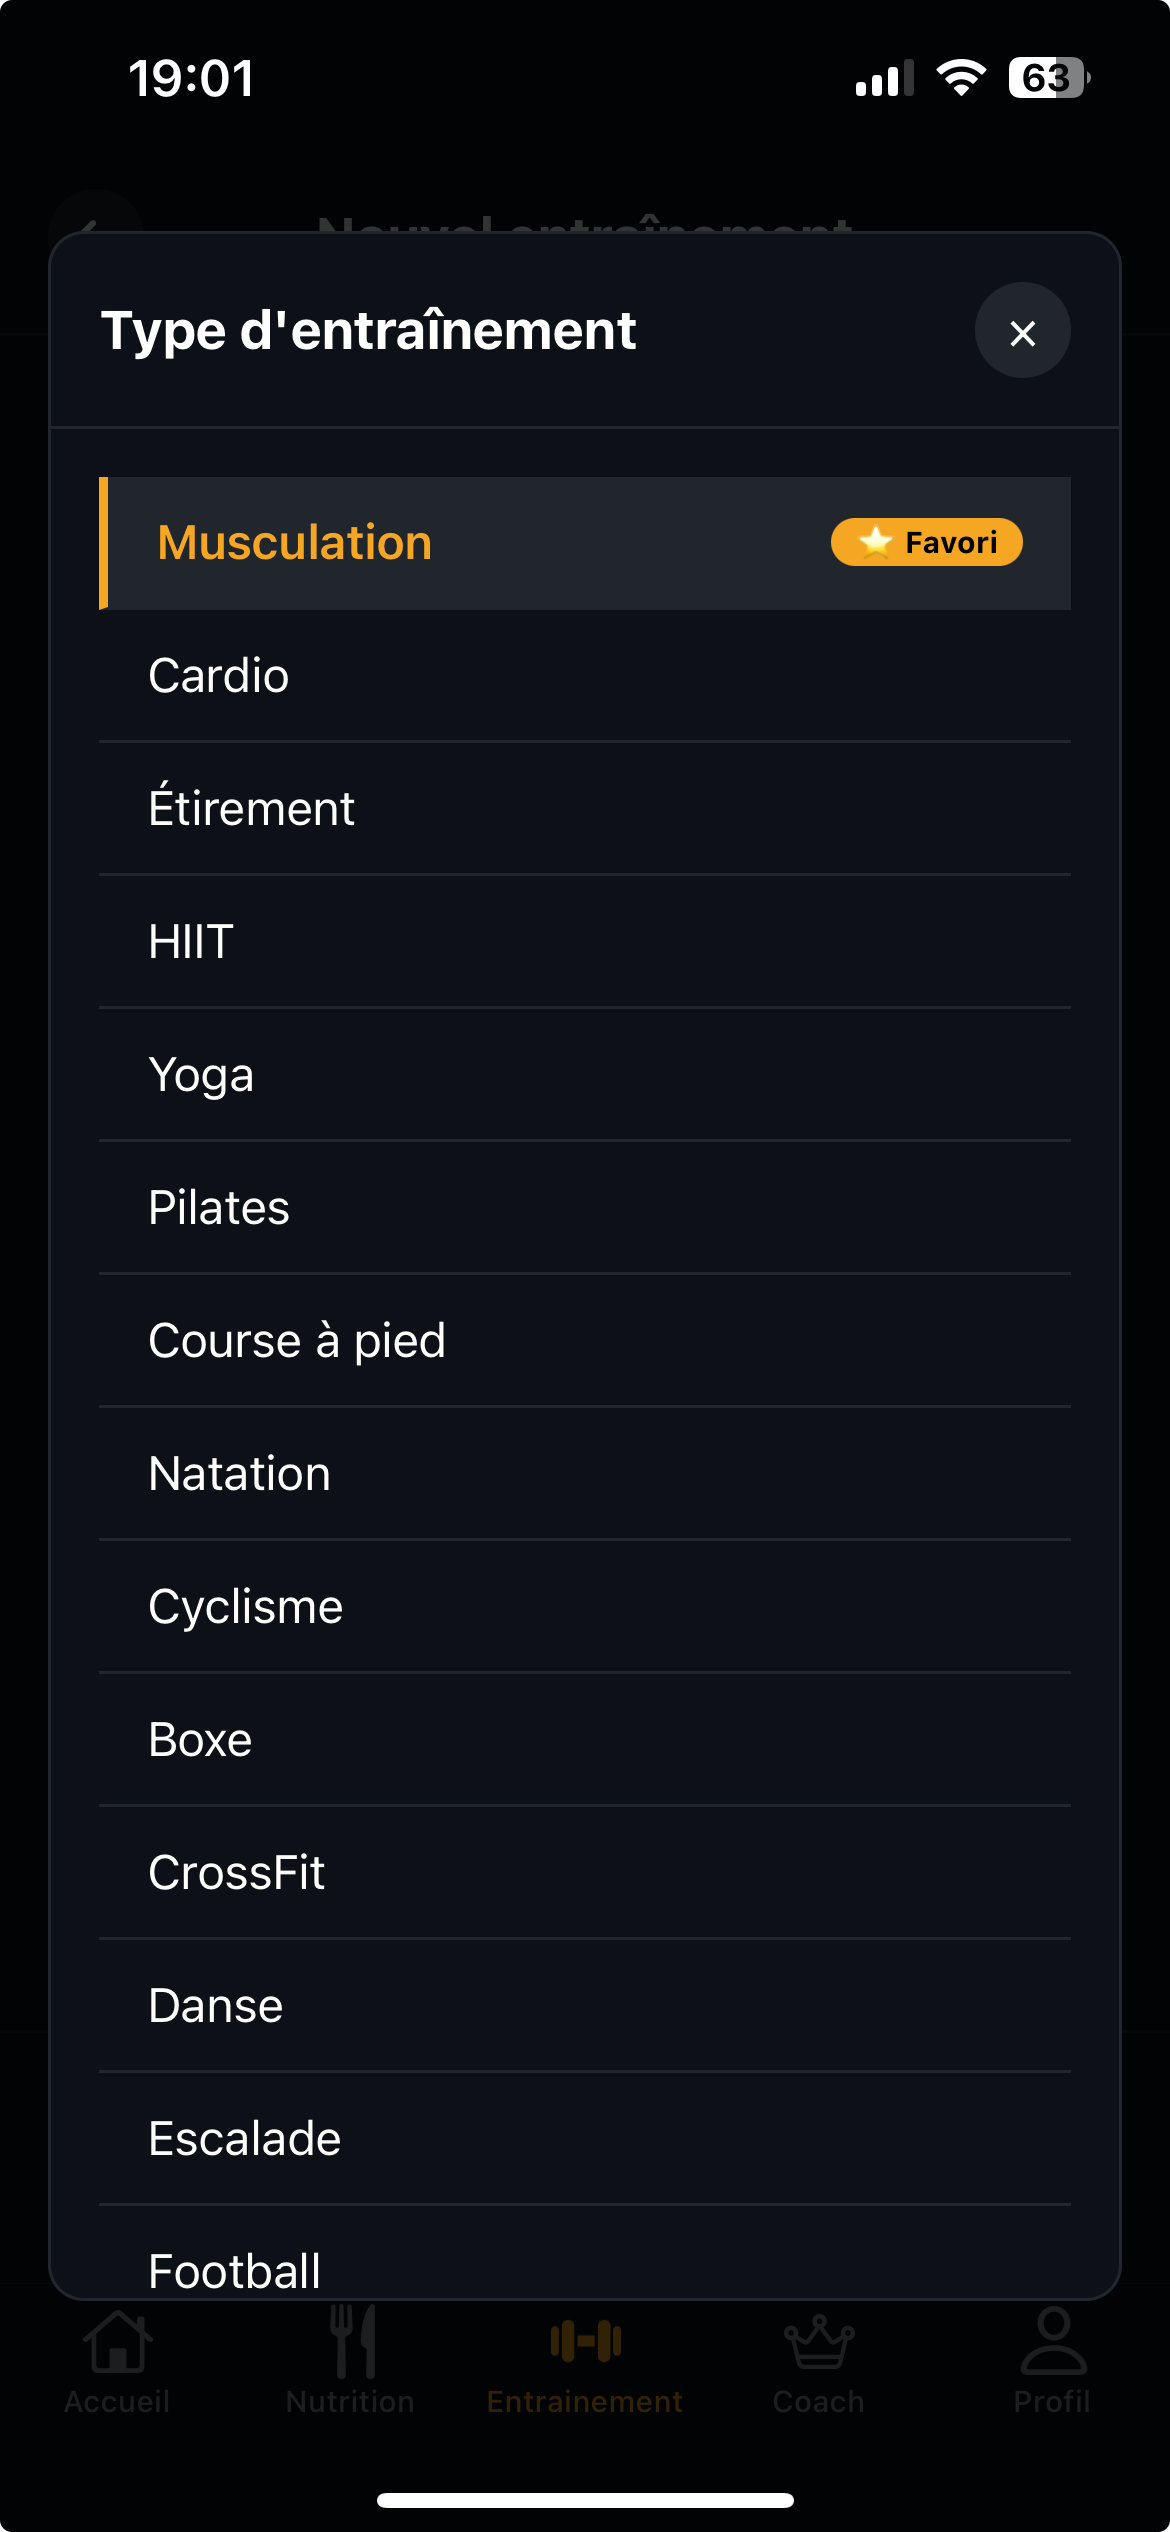 19:01
63
Nouvel entraînement
Type d'entraînement
Musculation
Favori
Cardio
Étirement
HIIT
Yoga
Pilates
Course à pied
Natation
Cyclisme
Boxe
CrossFit
Danse
Escalade
Football
Accueil
Nutrition
Entrainement
Coach
Profil